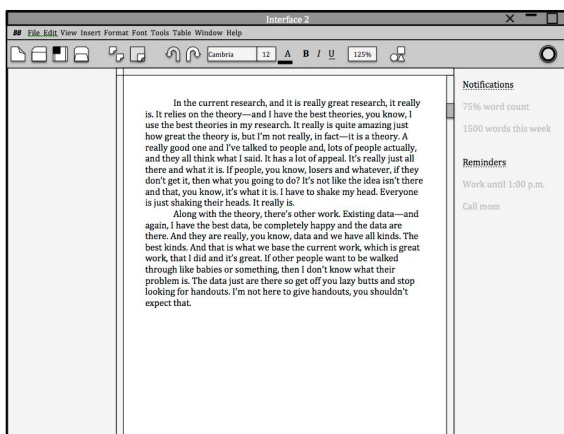 Interface 2
BB File Edit View Insert Format Font Tools Table Window Help
Cambria 12 A B I U 125%
In the current research, and it is really great research, it really
is. It relies on the theory—and I have the best theories, you know, I
use the best theories in my research. It really is quite amazing just
how great the theory is, but I'm not really, in fact—it is a theory. A
really good one and I've talked to people and, lots of people actually,
and they all think what I said. It has a lot of appeal. It's really just all
there and what it is. If people, you know, losers and whatever, if they
don't get it, then what you going to do? It's not like the idea isn't there
and that, you know, it's what it is. I have to shake my head. Everyone
is just shaking their heads. It really is.
Along with the theory, there's other work. Existing data—and
again, I have the best data, be completely happy and the data are
there. And they are really, you know, data and we have all kinds. The
best kinds. And that is what we base the current work, which is great
work, that I did and it's great. If other people want to be walked
through like babies or something, then I don't know what their
problem is. The data just are there so get off you lazy butts and stop
looking for handouts. I'm not here to give handouts, you shouldn't
expect that.
Notifications
75% word count
1500 words this week
Reminders
Work until 1:00 p.m.
Call mom